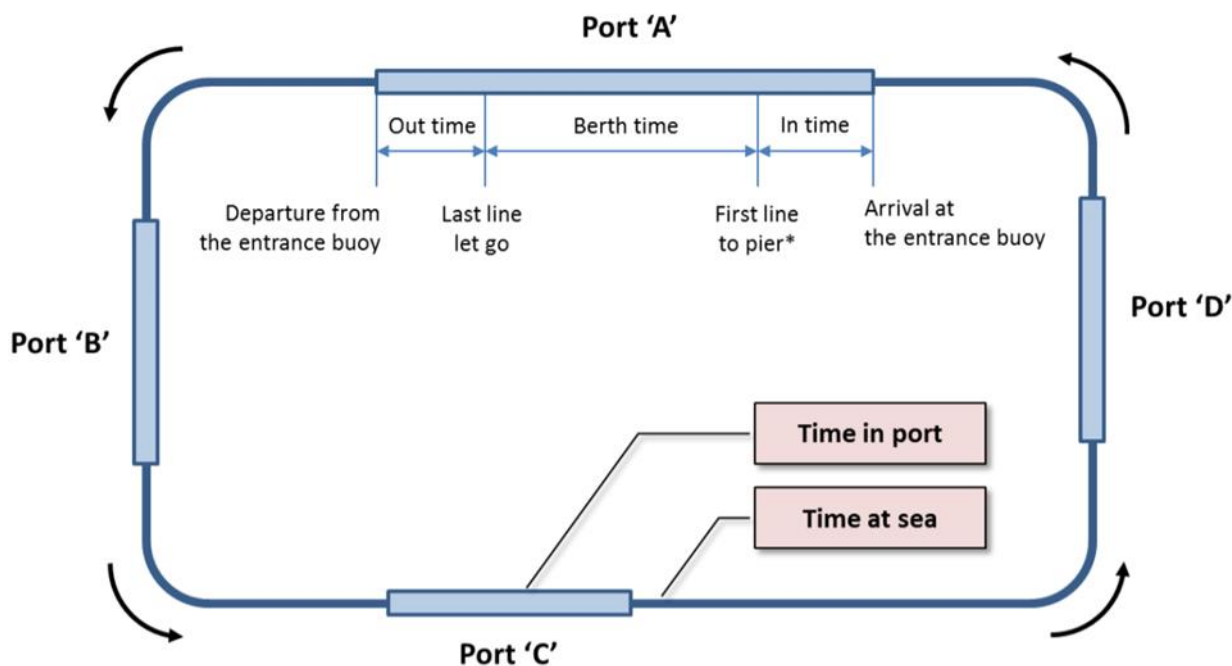 Port ‘A’
Out time
Berth time
In time
Departure from
the entrance buoy
Last line
let go
First line
to pier*
Arrival at
the entrance buoy
Port ‘B’
Port ‘D’
Time in port
Time at sea
Port ‘C’